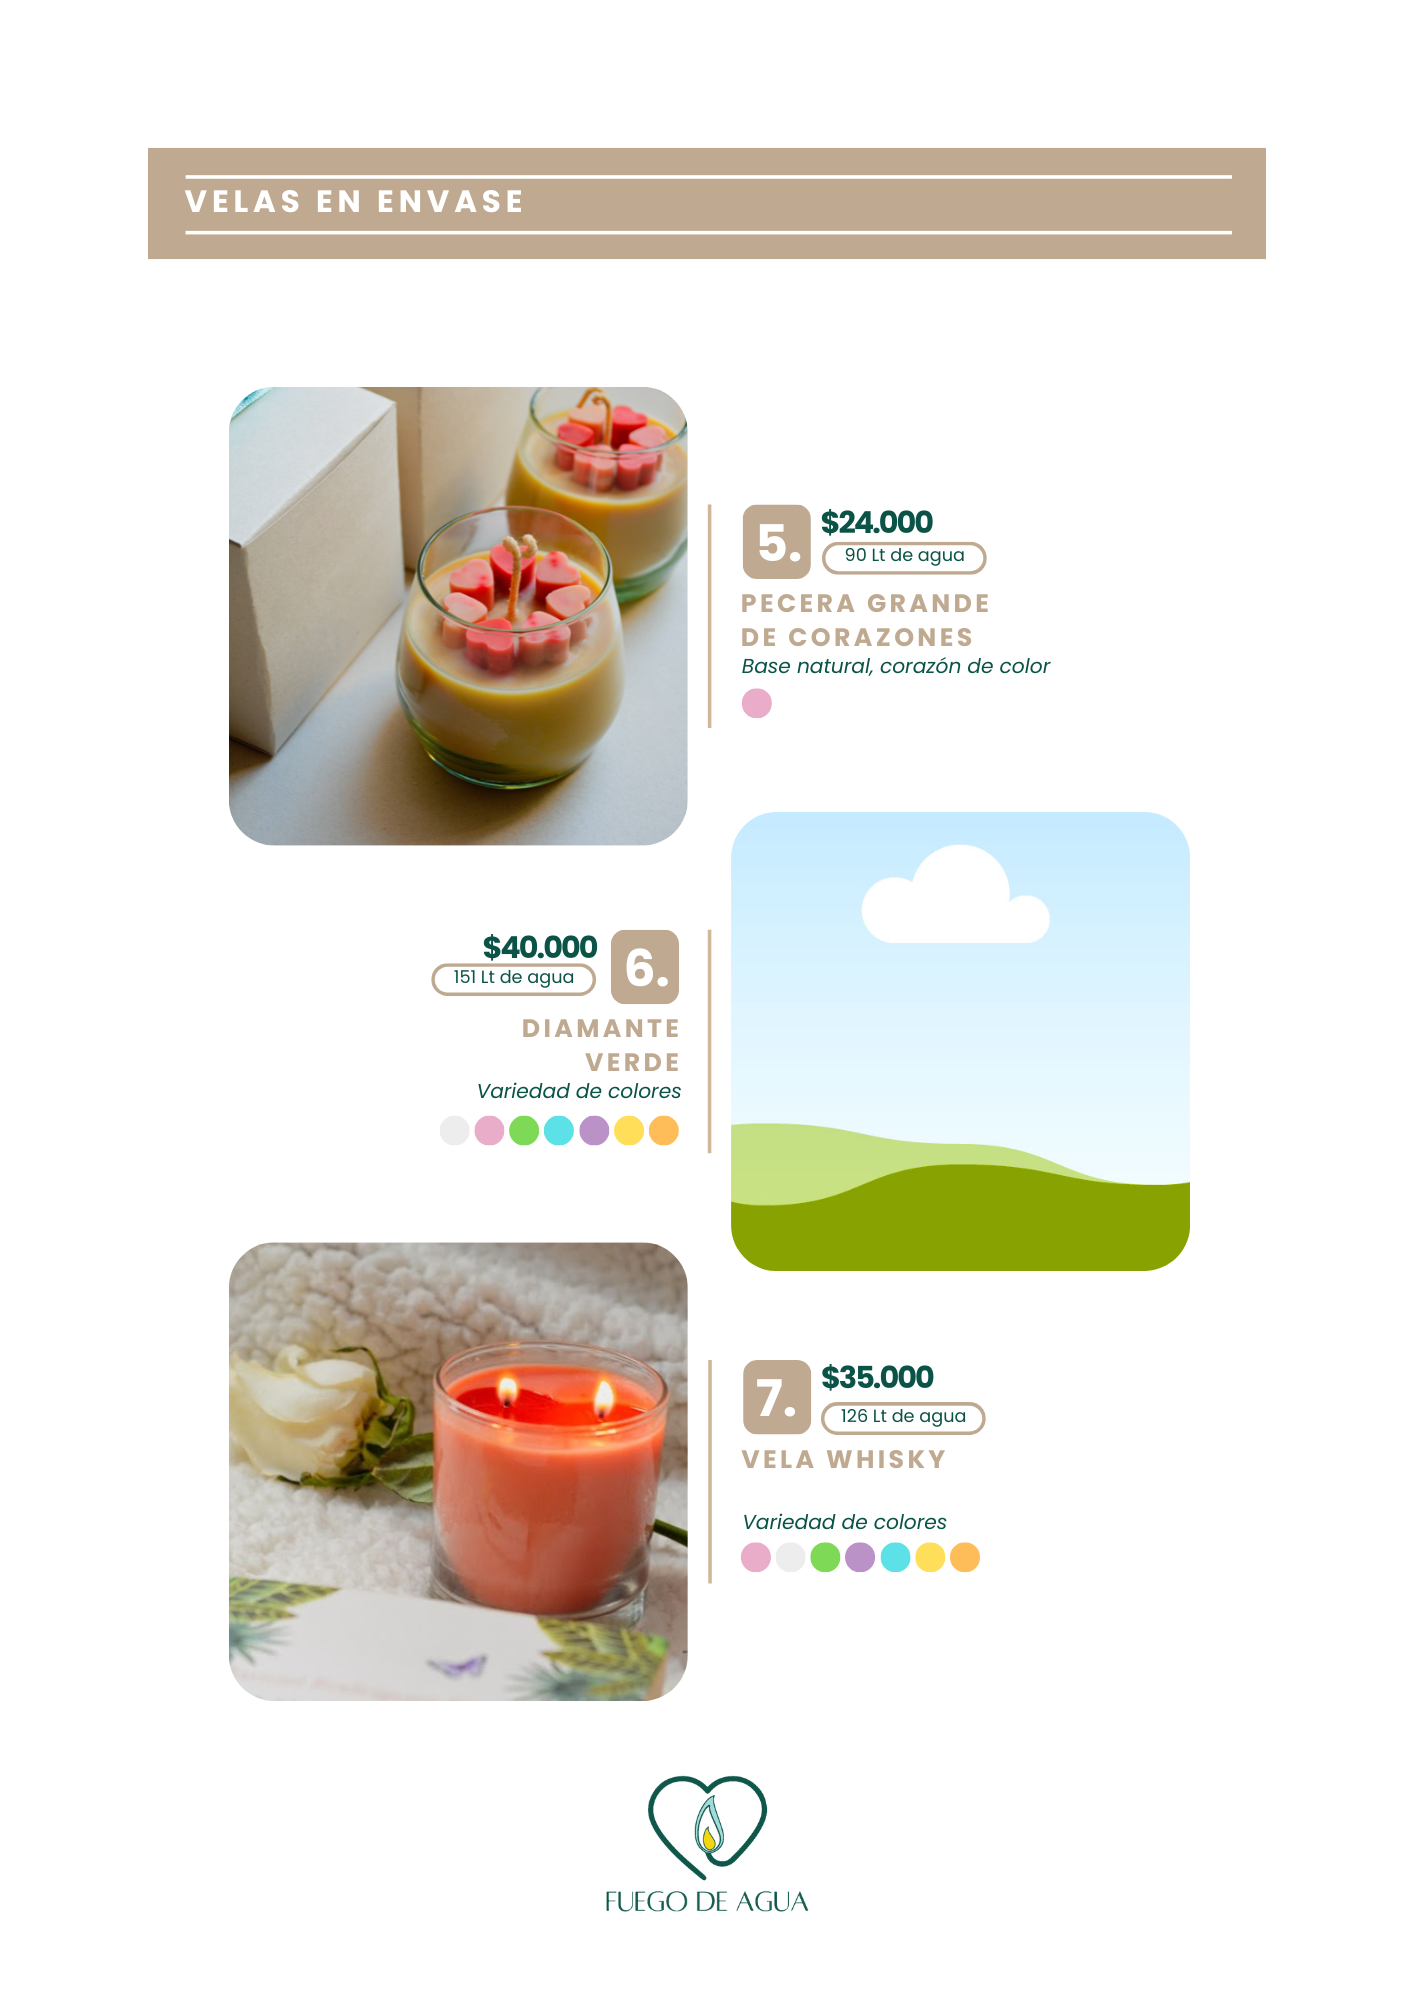 VELAS EN ENVASE
5.
$24.000
90 Lt de agua
PECERA GRANDE
DE CORAZONES
Base natural, corazón de color
$40.000
151 Lt de agua
6.
DIAMANTE
VERDE
Variedad de colores
7.
$35.000
126 Lt de agua
VELA WHISKY
Variedad de colores
FUEGO DE AGUA